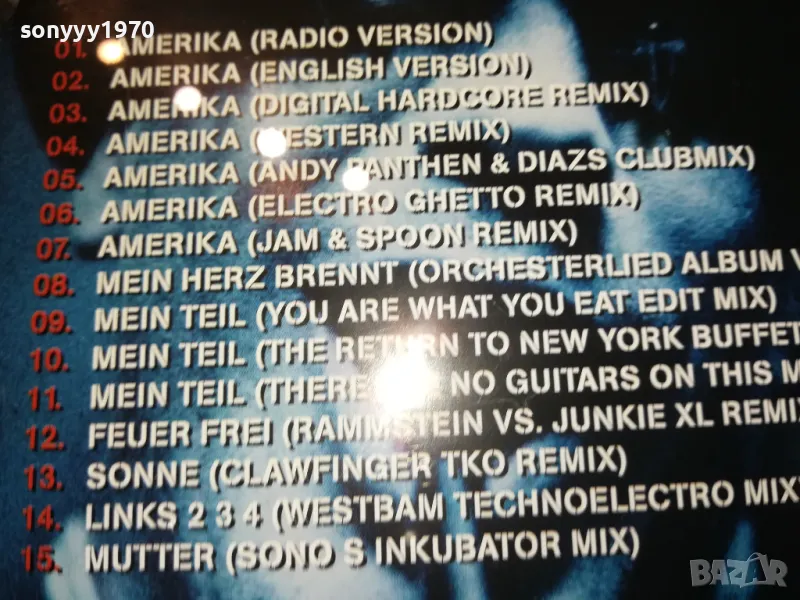 sonyyy1970
01. AMERIKA (RADIO VERSION)
02. AMERIKA (ENGLISH VERSION)
03. AMERIKA (DIGITAL HARDCORE REMIX)
04. AMERIKA (WESTERN REMIX)
05. AMERIKA (ANDY PANTHEN & DIAZS CLUBMIX)
06. AMERIKA (ELECTRO GHETTO REMIX)
07. AMERIKA (JAM & SPOON REMIX)
08. MEIN HERZ BRENNT (ORCHESTERLIED ALBUM V
09. MEIN TEIL (YOU ARE WHAT YOU EAT EDIT MIX)
10. MEIN TEIL (THE RETURN TO NEW YORK BUFFET
11. MEIN TEIL (THERE NO GUITARS ON THIS M
12. FEUER FREI (RAMMSTEIN VS. JUNKIE XL REMIX
13. SONNE (CLAWFINGER TKO REMIX)
14. LINKS 2 3 4 (WESTBAM TECHNOELECTRO MIX)
15. MUTTER (SONO S INKUBATOR MIX)
BAZAR